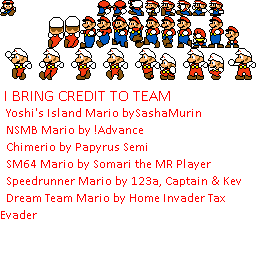 I BRING CREDIT TO TEAM
Yoshi's Island Mario bySashaMurin
NSMB Mario by !Advance
Chimerio by Papyrus Semi
SM64 Mario by Somari the MR Player
Speedrunner Mario by 123a, Captain & Kev
Dream Team Mario by Home Invader Tax
Evader